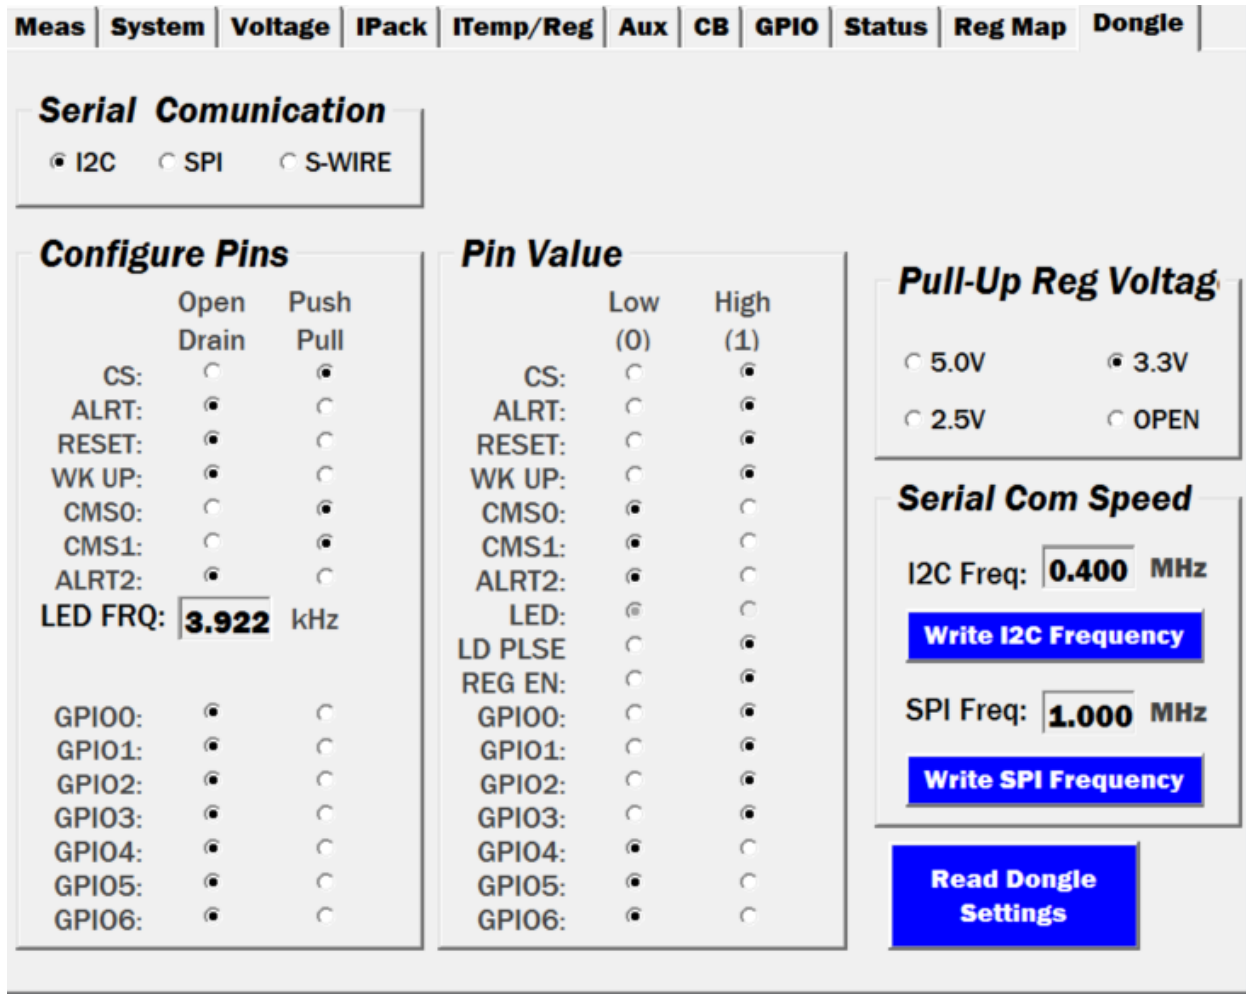 Meas System Voltage IPack ITemp/Reg Aux CB GPIO Status Reg Map Dongle
Serial Comunication
I2C SPI S-WIRE
Configure Pins
Open Push
Drain Pull
CS:
ALRT:
RESET:
WK UP:
CMS0:
CMS1:
ALRT2:
LED FRQ: 3.922 kHz
GPIO0:
GPIO1:
GPIO2:
GPIO3:
GPIO4:
GPIO5:
GPIO6:
Pin Value
Low High
(0) (1)
CS:
ALRT:
RESET:
WK UP:
CMS0:
CMS1:
ALRT2:
LED:
LD PLSE
REG EN:
GPIO0:
GPIO1:
GPIO2:
GPIO3:
GPIO4:
GPIO5:
GPIO6:
Pull-Up Reg Voltag
5.0V 3.3V
2.5V OPEN
Serial Com Speed
I2C Freq: 0.400 MHz
Write I2C Frequency
SPI Freq: 1.000 MHz
Write SPI Frequency
Read Dongle
Settings